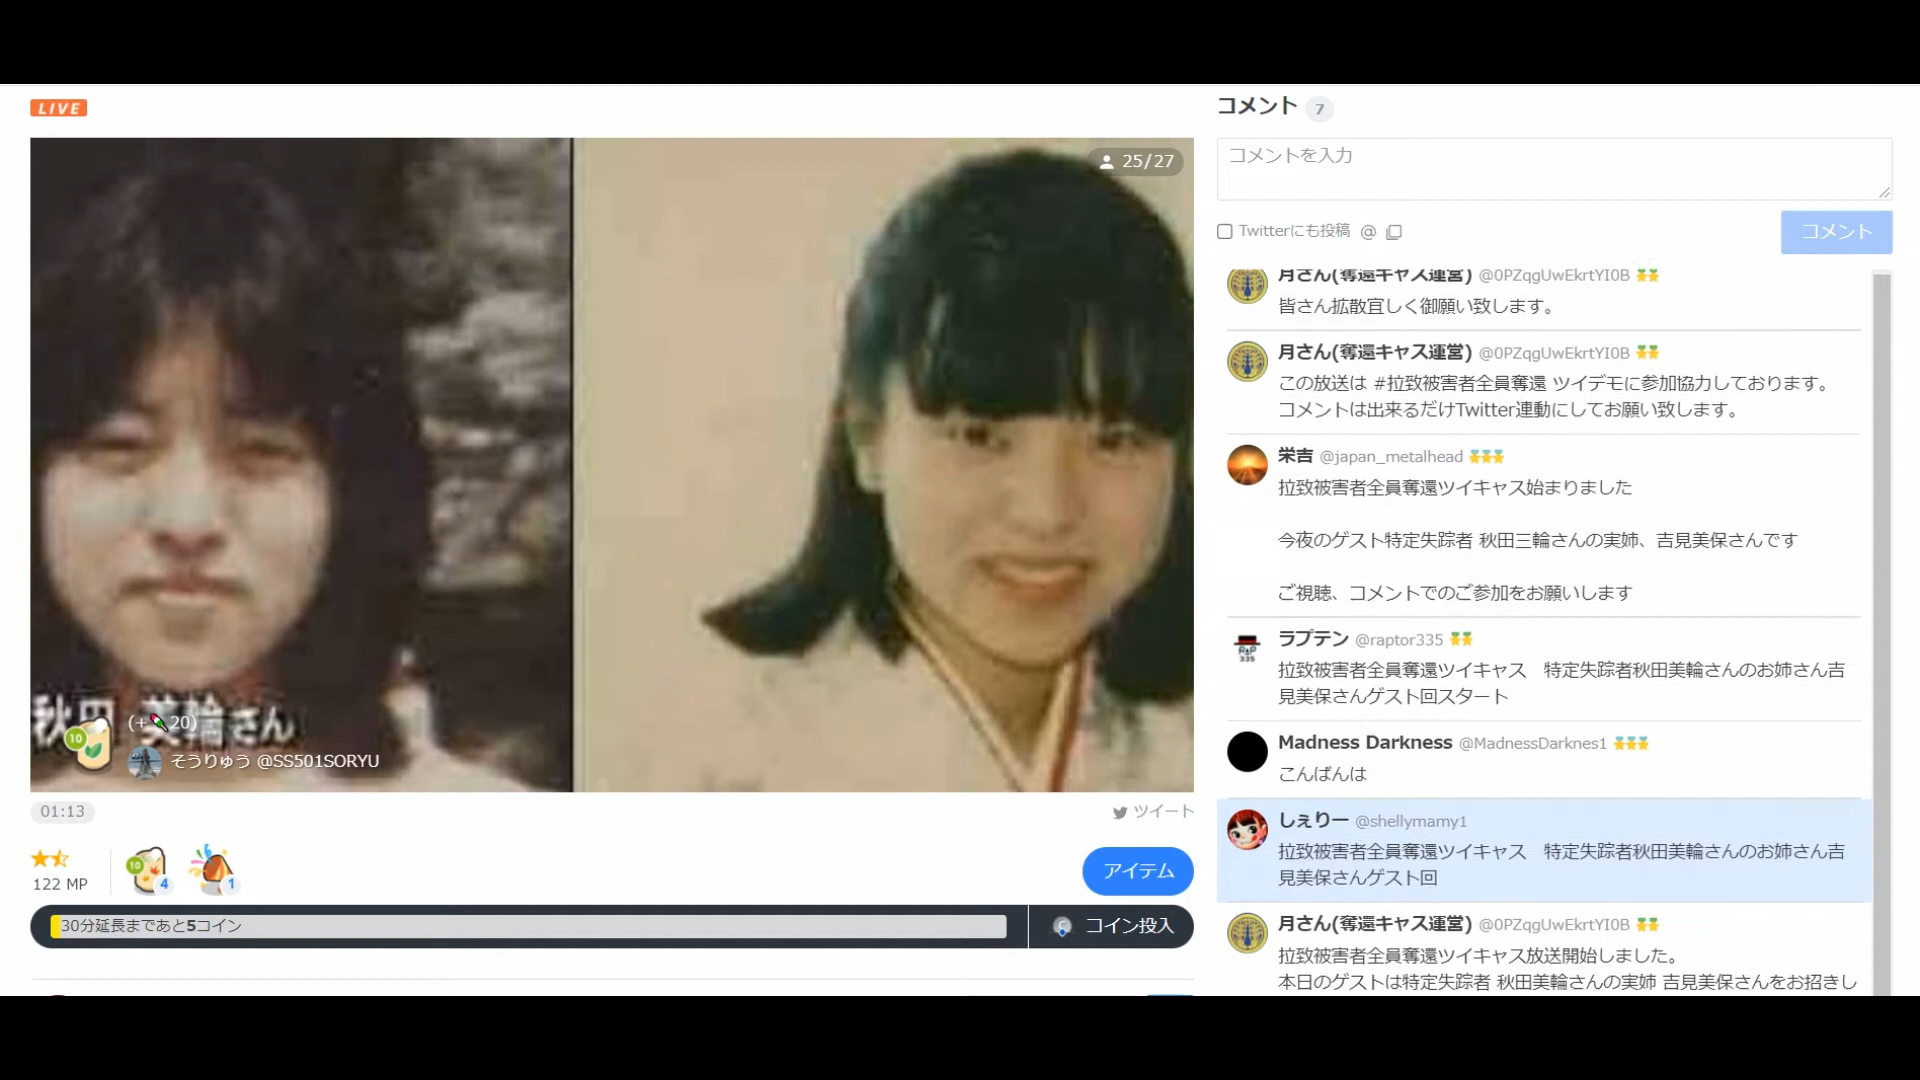 LIVE
25/27
秋田 美輪さん
10
(+ 20)
そうりゅう @SS501SORYU
01:13
ツイート
122 MP
10
4
6
1
アイテム
30分延長まであと5コイン
コイン投入
コメント 7
コメントを入力
Twitterにも投稿 @
コメント
月さん(奪還キャス運営) @0PZqgUwEkrtYI0B
皆さん拡散宜しく御願い致します。
月さん(奪還キャス運営) @0PZqgUwEkrtYI0B
この放送は #拉致被害者全員奪還 ツイデモに参加協力しております。
コメントは出来るだけTwitter連動にしてお願い致します。
栄吉 @japan_metalhead
拉致被害者全員奪還ツイキャス始まりました
今夜のゲスト特定失踪者 秋田三輪さんの実姉、吉見美保さんです
ご視聴、コメントでのご参加をお願いします
RAP
335
ラプテン @raptor335
拉致被害者全員奪還ツイキャス 特定失踪者秋田美輪さんのお姉さん吉
見美保さんゲスト回スタート
Madness Darkness @MadnessDarknes1
こんばんは
しぇりー @shellymamy1
拉致被害者全員奪還ツイキャス 特定失踪者秋田美輪さんのお姉さん吉
見美保さんゲスト回
月さん(奪還キャス運営) @0PZqgUwEkrtYI0B
拉致被害者全員奪還ツイキャス放送開始しました。
本日のゲストは特定失踪者 秋田美輪さんの実姉 吉見美保さんをお招きし